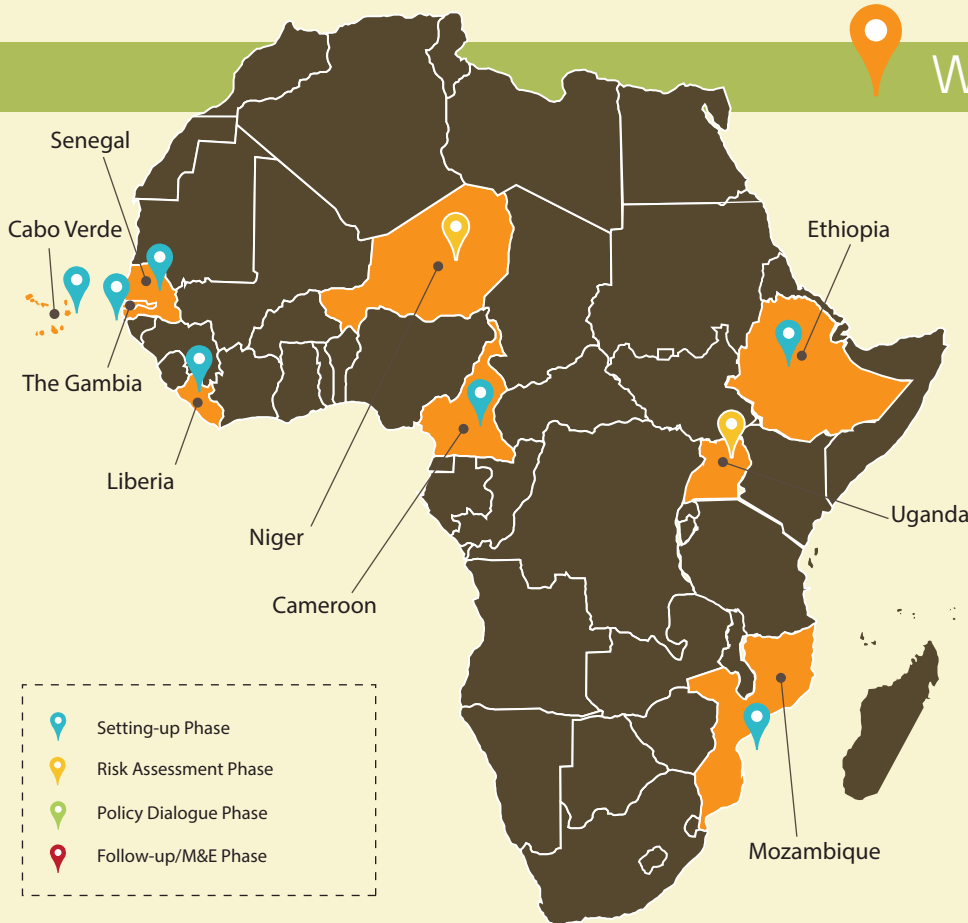 W
Senegal
Cabo Verde
Ethiopia
The Gambia
Liberia
Uganda
Niger
Cameroon
Mozambique
Setting-up Phase
Risk Assessment Phase
Policy Dialogue Phase
Follow-up/M&E Phase